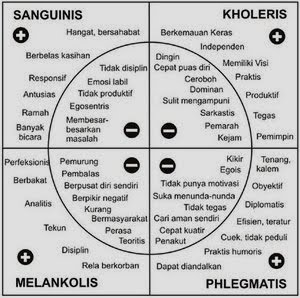 SANGUINIS
Hangat, bersahabat
Berbelas kasihan
Responsif
Antusias
Ramah
Banyak
bicara
Tidak disiplin
Emosi labil
Tidak produktif
Egosentris
Membesar-
besarkan
masalah
KHOLERIS
Berkemauan Keras
Independen
Memiliki Visi
Praktis
Produktif
Tegas
Pemimpin
Dingin
Cepat puas diri
Ceroboh
Dominan
Sulit mengampuni
Sarkastis
Pemarah
Kejam
Perfeksionis
Berbakat
Analitis
Tekun
Disiplin
Rela berkorban
Pemurung
Pembalas
Berpusat diri sendiri
Berpikir negatif
Kurang
Bermasyarakat
Perasa
Teoritis
MELANKOLIS
Kikir
Egois
Tidak punya motivasi
Suka menunda-nunda
Tidak tegas
Cari aman sendiri
Cepat kuatir
Penakut
Tenang,
kalem
Obyektif
Diplomatis
Efisien, teratur
Cuek, tidak peduli
Praktis humoris
Dapat diandalkan
PHLEGMATIS